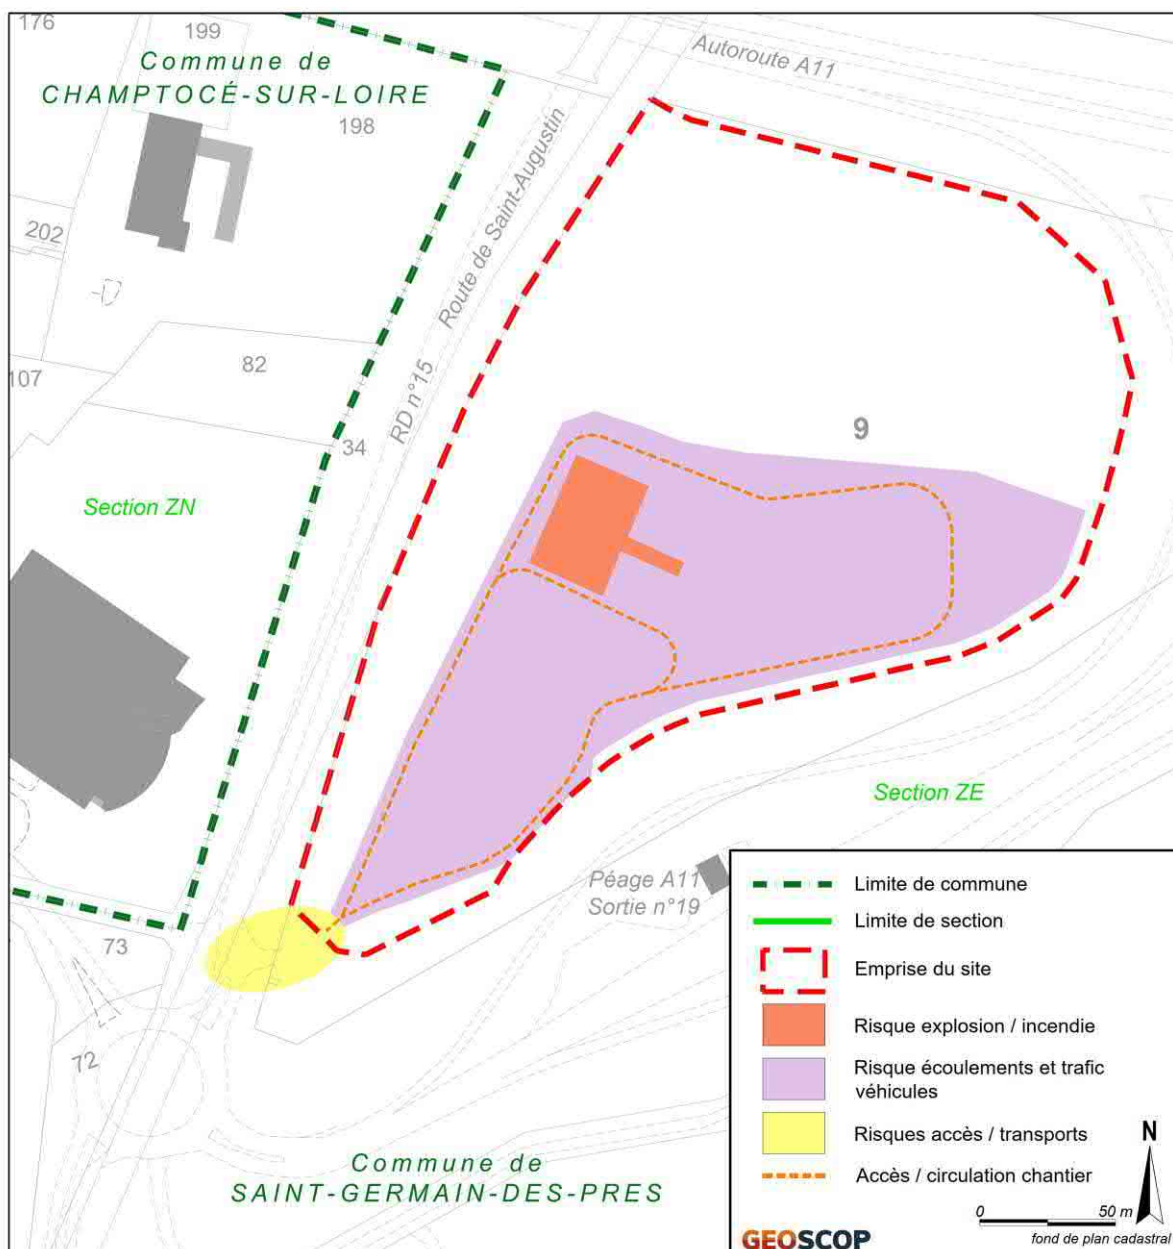 176
199
Commune de
CHAMPTOCÉ-SUR-LOIRE
198
Autoroute A11
Route de Saint-Augustin
202
82
107
RD n°15
34
9
Section ZN
Section ZE
Péage A11
Sortie n°19
73
72
Commune de
SAINT-GERMAIN-DES-PRES
Limite de commune
Limite de section
Emprise du site
Risque explosion / incendie
Risque écoulements et trafic
véhicules
Risques accès / transports
Accès / circulation chantier
N
0 50 m
fond de plan cadastral
GEOSCOP